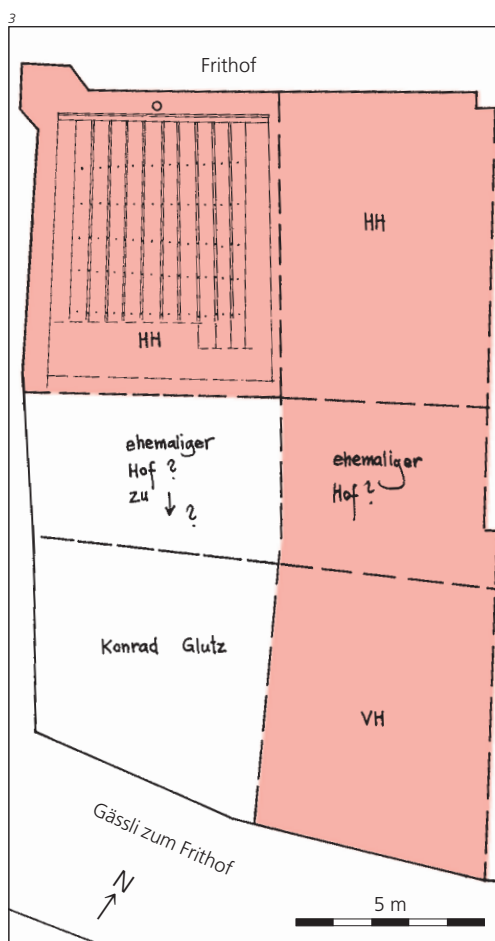 3
Frithof
HH
HH
ehemaliger
Hof ?
zu
?
ehemaliger
Hof ?
Konrad Glutz
VH
Gässli zum Frithof
N
5 m